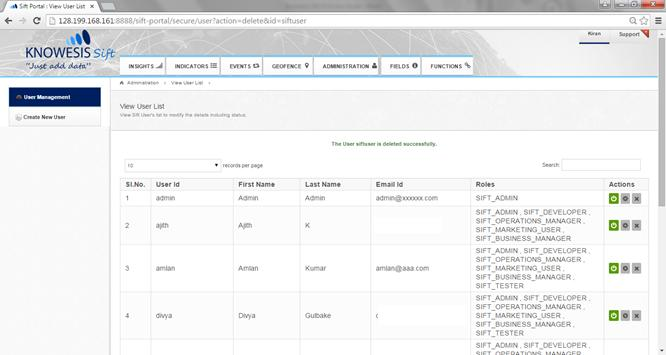 Sift Portal : View User List
Kiran
128.199.168.161:8888/sift-portal/secure/user?action=delete&id=siftuser
Kiran
Support
KNOWESIS Sift
"Just add data"
INSIGHTS
INDICATORS
EVENTS
GEOFENCE
ADMINISTRATION
FIELDS
FUNCTIONS
Administration
View User List
User Management
Create New User
View User List
View Sift User's list to modify the details including status.
The User siftuser is deleted successfully.
10
records per page
Search:
Sl.No. User Id First Name Last Name Email Id Roles Actions
1 admin Admin Admin admin@xxxxxx.com SIFT_ADMIN
2 ajith Ajith K
SIFT_ADMIN , SIFT_DEVELOPER ,
SIFT_OPERATIONS_MANAGER ,
SIFT_MARKETING_USER ,
SIFT_BUSINESS_MANAGER
3 amlan Amlan Kumar amlan@aaa.com
SIFT_ADMIN , SIFT_DEVELOPER ,
SIFT_OPERATIONS_MANAGER ,
SIFT_MARKETING_USER ,
SIFT_BUSINESS_MANAGER ,
SIFT_TESTER
4 divya Divya Gulbake
SIFT_ADMIN , SIFT_DEVELOPER ,
SIFT_OPERATIONS_MANAGER ,
SIFT_MARKETING_USER ,
SIFT_BUSINESS_MANAGER ,
SIFT_TESTER
SIFT_ADMIN , SIFT_DEVELOPER ,
SIFT_OPERATIONS_MANAGER ,